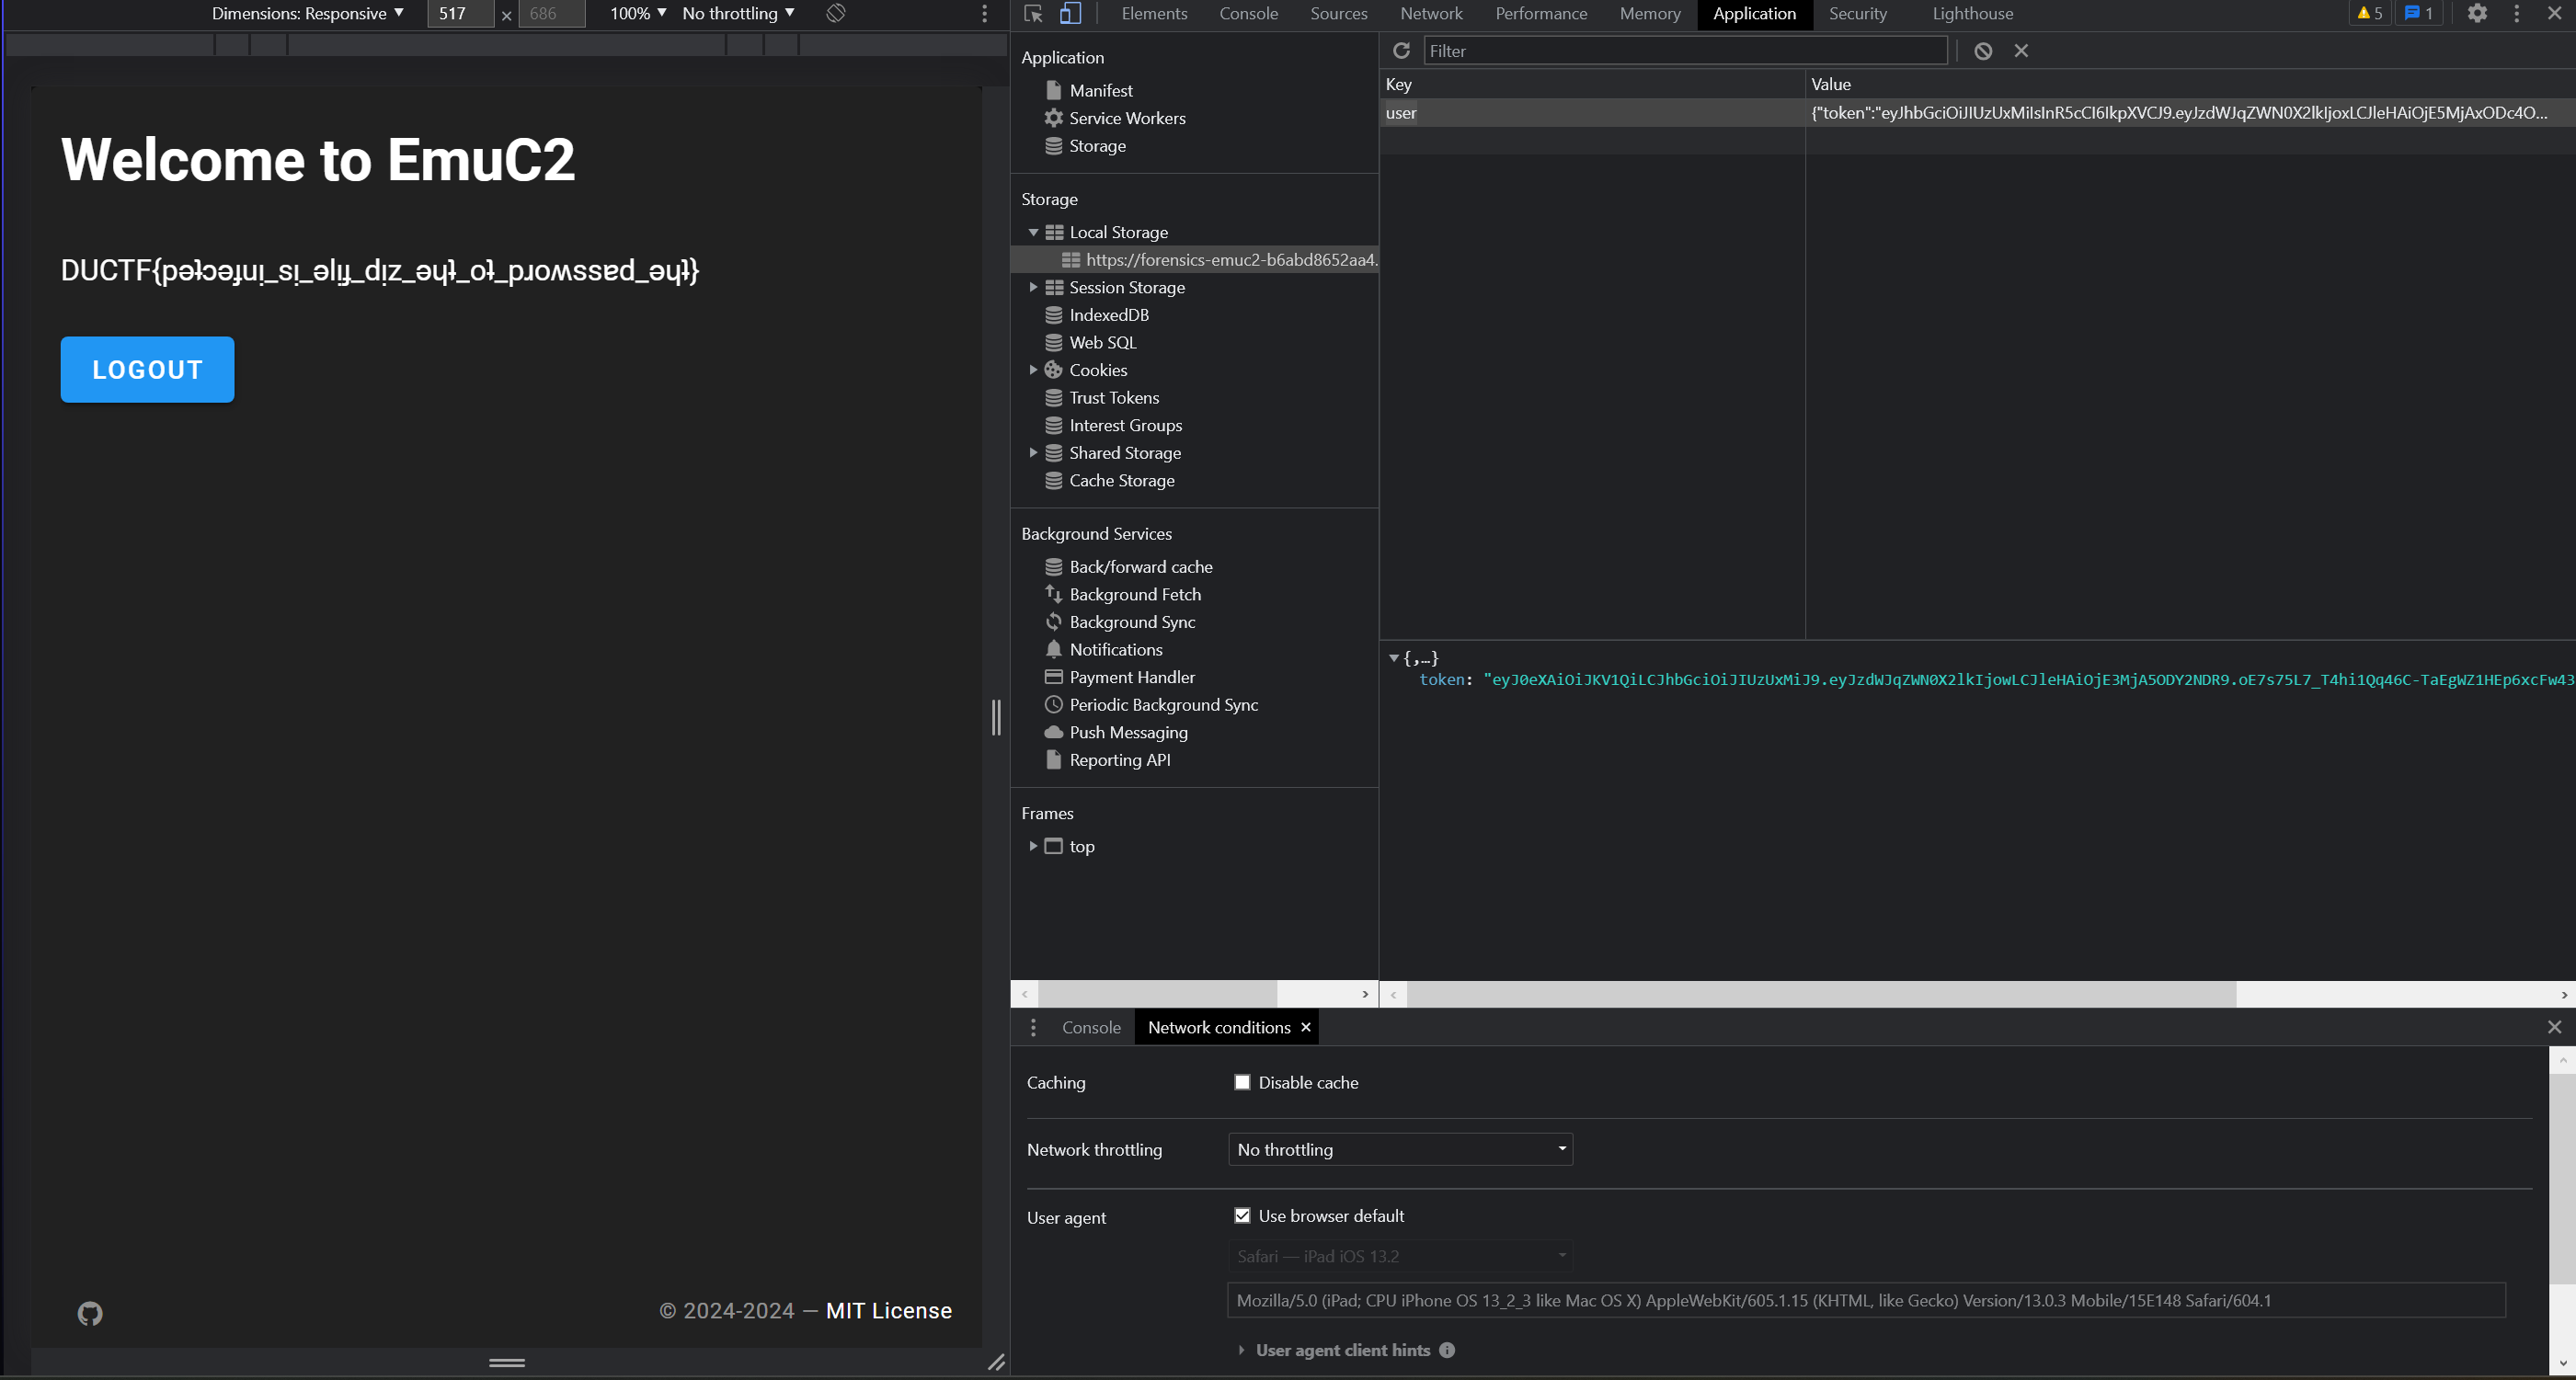 Dimensions: Responsive ▼ 517 × 686 100% ▼ No throttling ▼
Welcome to EmuC2
DUCTF{pǝʇɔǝɟuᴉ_sᴉ_ǝlᴉɟ_dᴉz_ǝɥʇ_oʇ_pɹoʍssɐd_ǝɥʇ}
LOGOUT
© 2024-2024 — MIT License
Elements Console Sources Network Performance Memory Application Security Lighthouse 5 1
Application
Manifest
Service Workers
Storage
Storage
Local Storage
https://forensics-emuc2-b6abd8652aa4.
Session Storage
IndexedDB
Web SQL
Cookies
Trust Tokens
Interest Groups
Shared Storage
Cache Storage
Background Services
Back/forward cache
Background Fetch
Background Sync
Notifications
Payment Handler
Periodic Background Sync
Push Messaging
Reporting API
Frames
top
Filter
Key Value
user {"token":"eyJhbGciOiJIUzUxMiIsInR5cCI6IkpXVCJ9.eyJzdWJqZWN0X2lkIjoxLCJleHAiOjE5MjAxODc4O...
▼{,…}
token: "eyJ0eXAiOiJKV1QiLCJhbGciOiJIUzUxMiJ9.eyJzdWJqZWN0X2lkIjowLCJleHAiOjE3MjA5ODY2NDR9.oE7s75L7_T4hi1Qq46C-TaEgWZ1HEp6xcFw43
Console Network conditions ×
Caching Disable cache
Network throttling No throttling
User agent Use browser default
Safari — iPad iOS 13.2
Mozilla/5.0 (iPad; CPU iPhone OS 13_2_3 like Mac OS X) AppleWebKit/605.1.15 (KHTML, like Gecko) Version/13.0.3 Mobile/15E148 Safari/604.1
User agent client hints